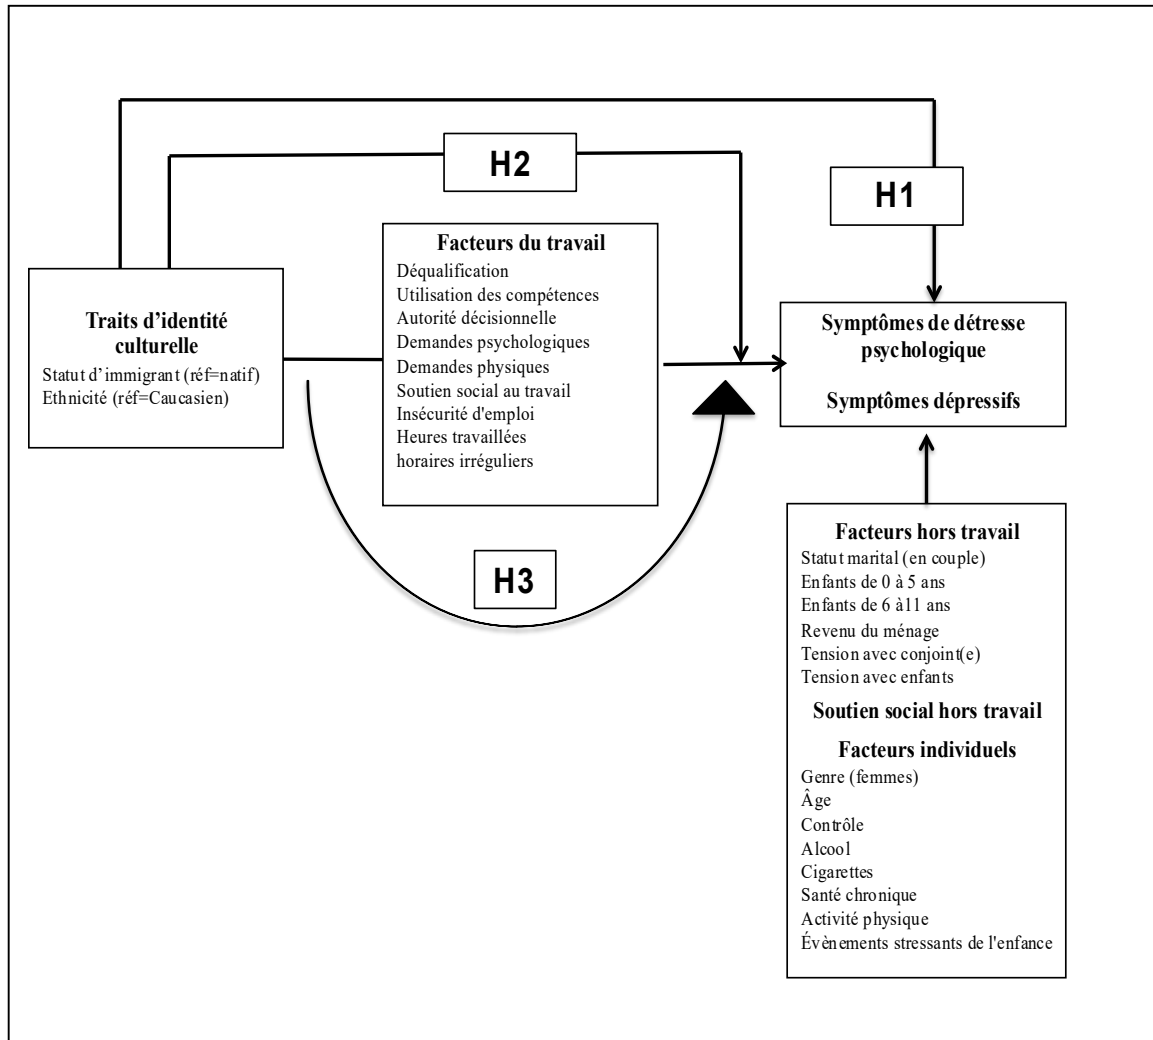 H2
H1
Facteurs du travail
Déqualification
Utilisation des compétences
Autorité décisionnelle
Demandes psychologiques
Demandes physiques
Soutien social au travail
Insécurité d'emploi
Heures travaillées
horaires irréguliers
Traits d’identité
culturelle
Statut d’immigrant (réf=natif)
Ethnicité (réf=Caucasien)
Symptômes de détresse
psychologique
Symptômes dépressifs
H3
Facteurs hors travail
Statut marital (en couple)
Enfants de 0 à 5 ans
Enfants de 6 à11 ans
Revenu du ménage
Tension avec conjoint(e)
Tension avec enfants
Soutien social hors travail
Facteurs individuels
Genre (femmes)
Âge
Contrôle
Alcool
Cigarettes
Santé chronique
Activité physique
Évènements stressants de l'enfance